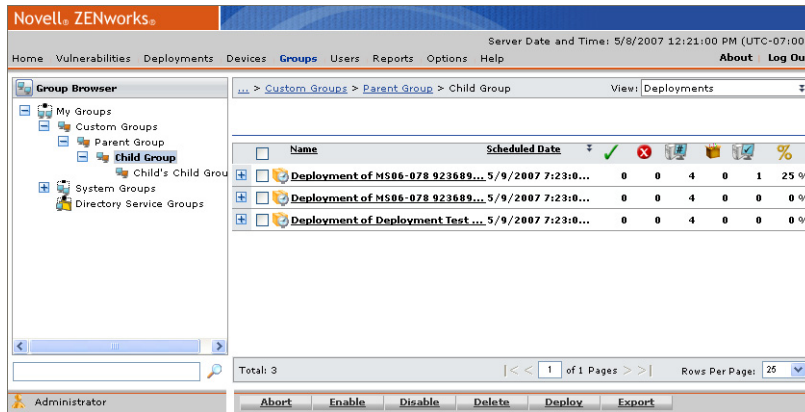 Novell® ZENworks®
Server Date and Time: 5/8/2007 12:21:00 PM (UTC-07:00
Home Vulnerabilities Deployments Devices Groups Users Reports Options Help
About Log Ou
Group Browser
... > Custom Groups > Parent Group > Child Group
View: Deployments
My Groups
Custom Groups
Parent Group
Child Group
Child's Child Grou
System Groups
Directory Service Groups
Name Scheduled Date %
Deployment of MS06-078 923689... 5/9/2007 7:23:0... 0 0 4 0 1 25 %
Deployment of MS06-078 923689... 5/9/2007 7:23:0... 0 0 4 0 0 0 %
Deployment of Deployment Test ... 5/9/2007 7:23:0... 0 0 4 0 0 0 %
Total: 3
|< < 1 of 1 Pages > >|
Rows Per Page: 25
Administrator
Abort Enable Disable Delete Deploy Export